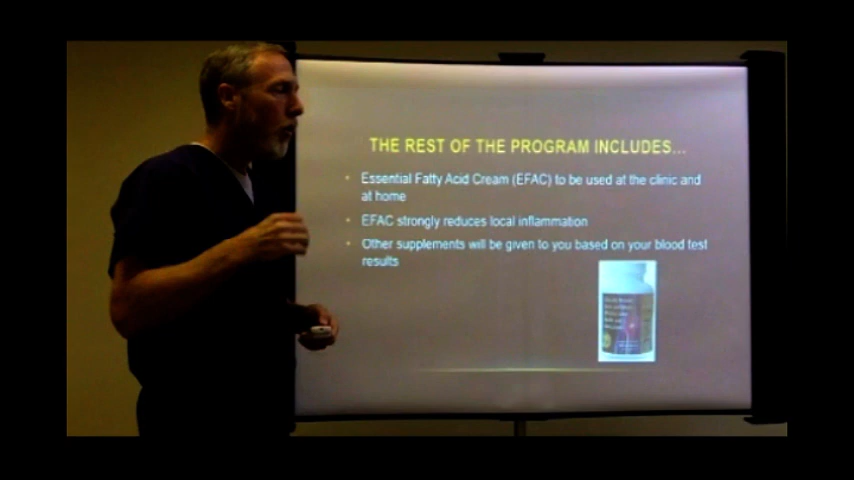 THE REST OF THE PROGRAM INCLUDES...
• Essential Fatty Acid Cream (EFAC) to be used at the clinic and
at home
• EFAC strongly reduces local inflammation
• Other supplements will be given to you based on your blood test
results